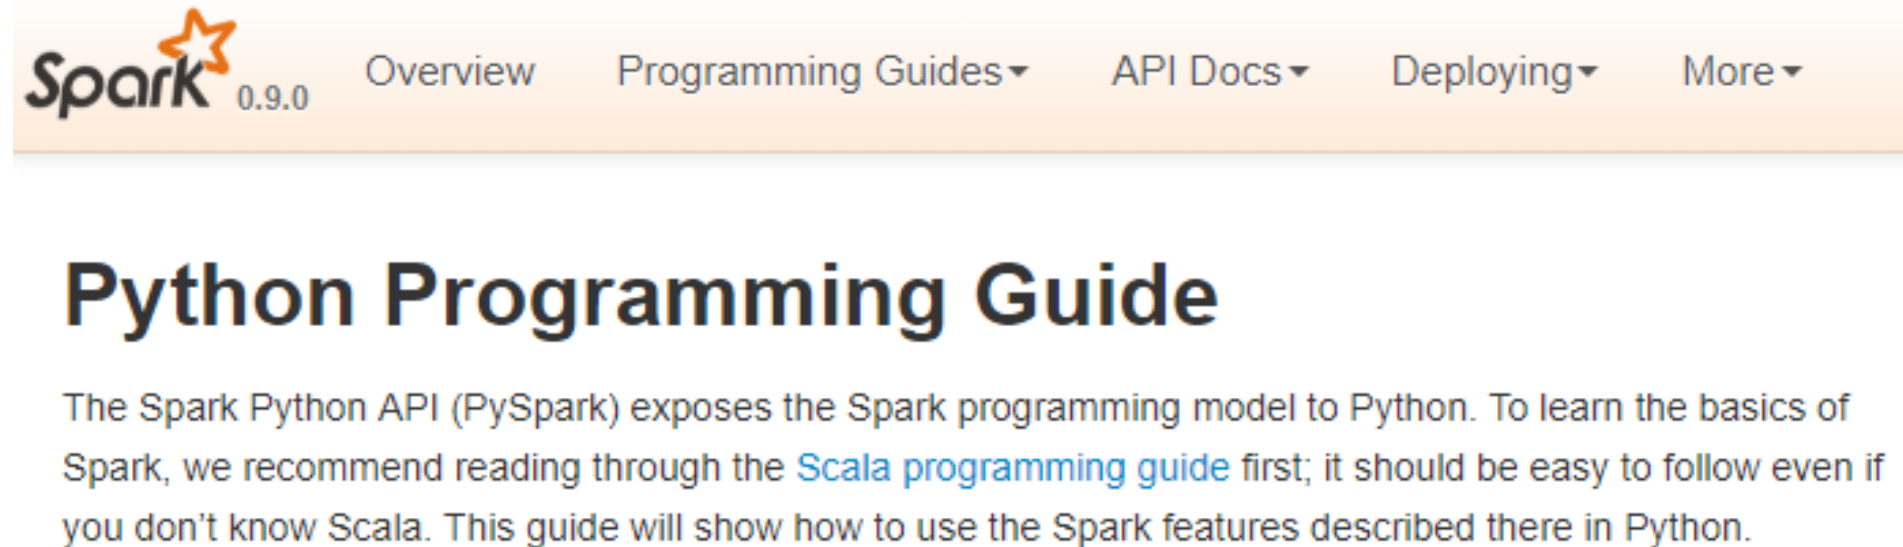 Spark 0.9.0 Overview Programming Guides API Docs Deploying More
Python Programming Guide
The Spark Python API (PySpark) exposes the Spark programming model to Python. To learn the basics of
Spark, we recommend reading through the Scala programming guide first; it should be easy to follow even if
you don’t know Scala. This guide will show how to use the Spark features described there in Python.